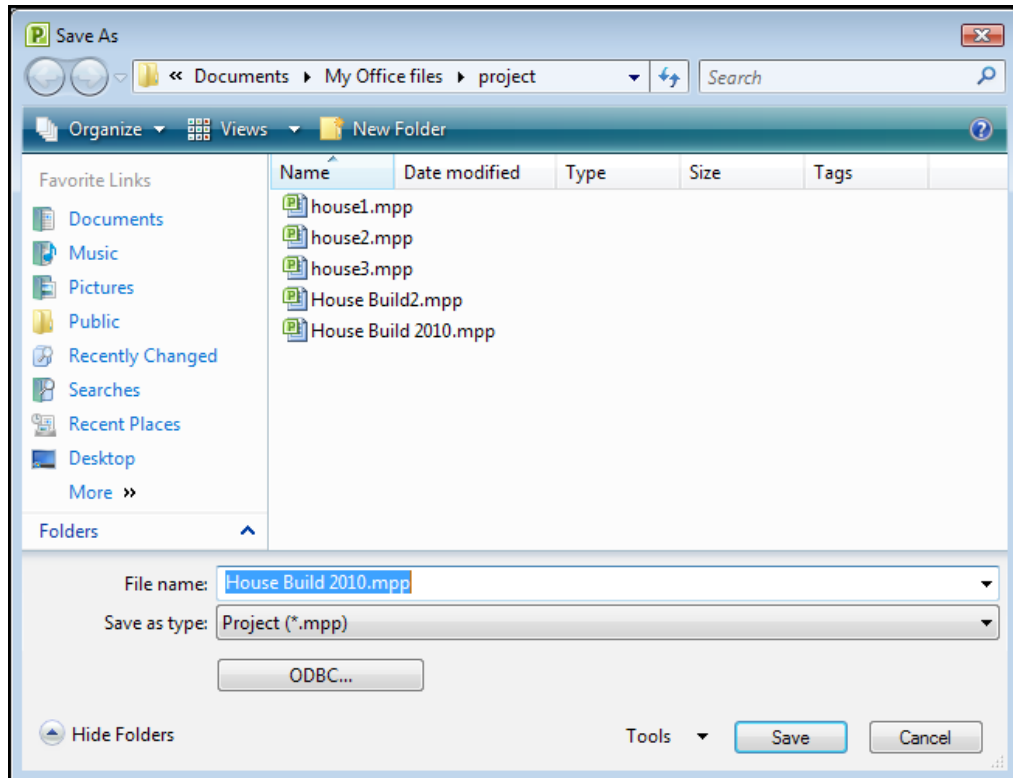 Save As
« Documents ▸ My Office files ▸ project
Search
Organize Views New Folder
Favorite Links
Documents
Music
Pictures
Public
Recently Changed
Searches
Recent Places
Desktop
More »
Folders
Name Date modified Type Size Tags
house1.mpp
house2.mpp
house3.mpp
House Build2.mpp
House Build 2010.mpp
File name: House Build 2010.mpp
Save as type: Project (*.mpp)
ODBC...
Hide Folders
Tools Save Cancel